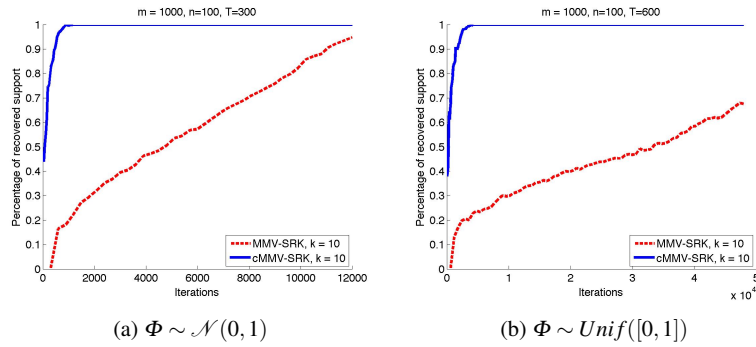 m = 1000, n=100, T=300
Percentage of recovered support
1
0.9
0.8
0.7
0.6
0.5
0.4
0.3
0.2
0.1
0
0
2000
4000
6000
8000
10000
12000
Iterations
MMV-SRK, k = 10
cMMV-SRK, k = 10
(a) Φ ∼ 𝒩(0,1)
m = 1000, n=100, T=600
Percentage of recovered support
1
0.9
0.8
0.7
0.6
0.5
0.4
0.3
0.2
0.1
0
0
1
2
3
4
5
x 10^4
Iterations
MMV-SRK, k = 10
cMMV-SRK, k = 10
(b) Φ ∼ Unif([0,1])